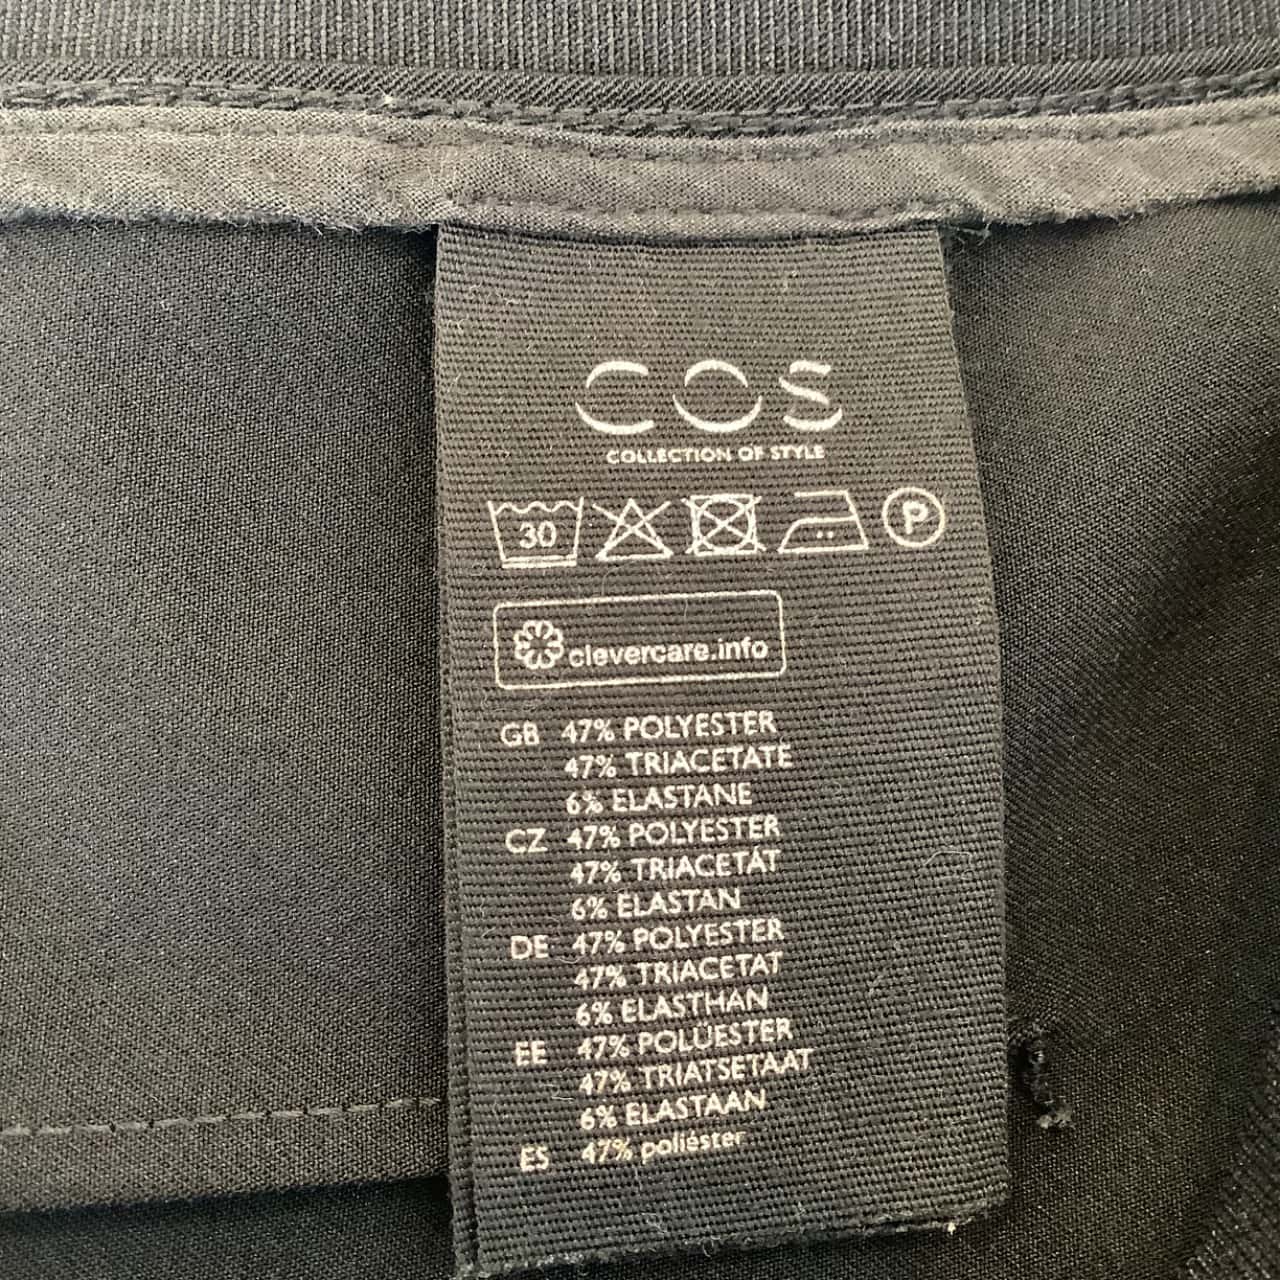 COS
COLLECTION OF STYLE
30 P
clevercare.info
GB 47% POLYESTER
47% TRIACETATE
6% ELASTANE
CZ 47% POLYESTER
47% TRIACETÁT
6% ELASTAN
DE 47% POLYESTER
47% TRIACETAT
6% ELASTHAN
EE 47% POLÜESTER
47% TRIATSETAAT
6% ELASTAAN
ES 47% poliéster